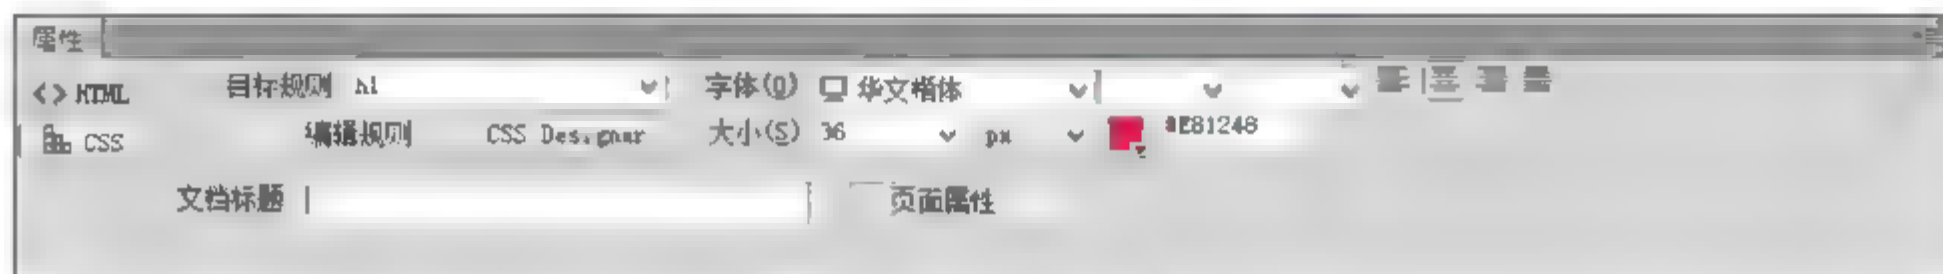 属性
<> HTML 目标规则 h1 字体(O) 华文楷体
CSS 编辑规则 CSS Designer 大小(S) 36 px #E81248
文档标题 页面属性